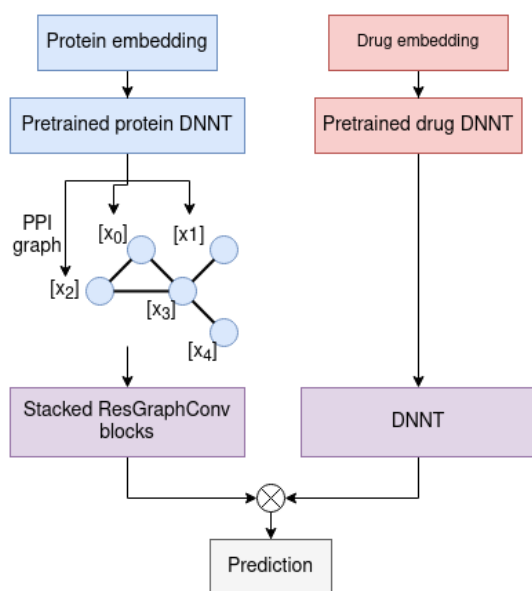 Protein embedding
Drug embedding
Pretrained protein DNNT
Pretrained drug DNNT
PPI
graph
[x₀]
[x1]
[x₂]
[x₃]
[x₄]
Stacked ResGraphConv
blocks
DNNT
Prediction